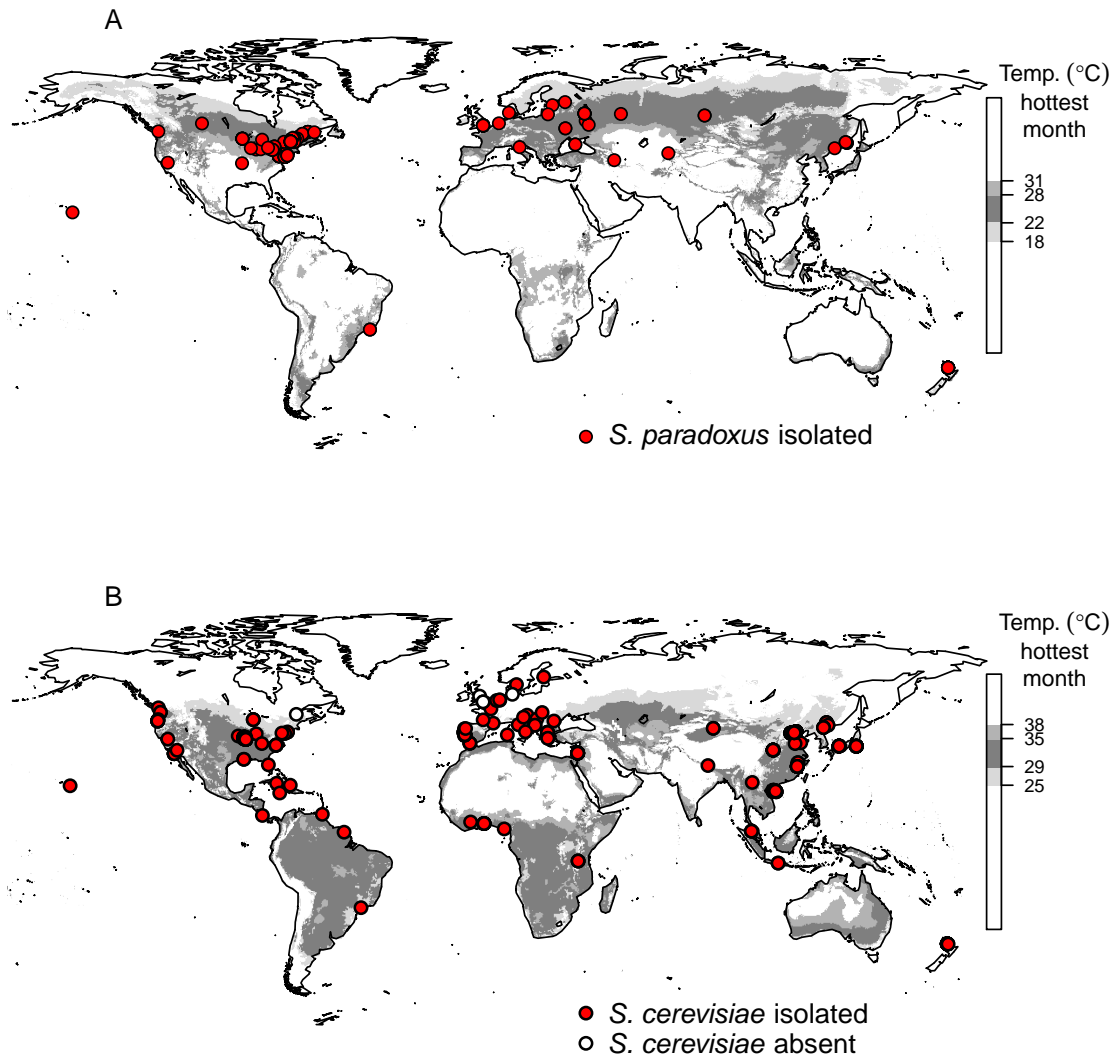 A
Temp. (°C)
hottest
month
31
28
22
18
S. paradoxus isolated
B
Temp. (°C)
hottest
month
38
35
29
25
S. cerevisiae isolated
S. cerevisiae absent